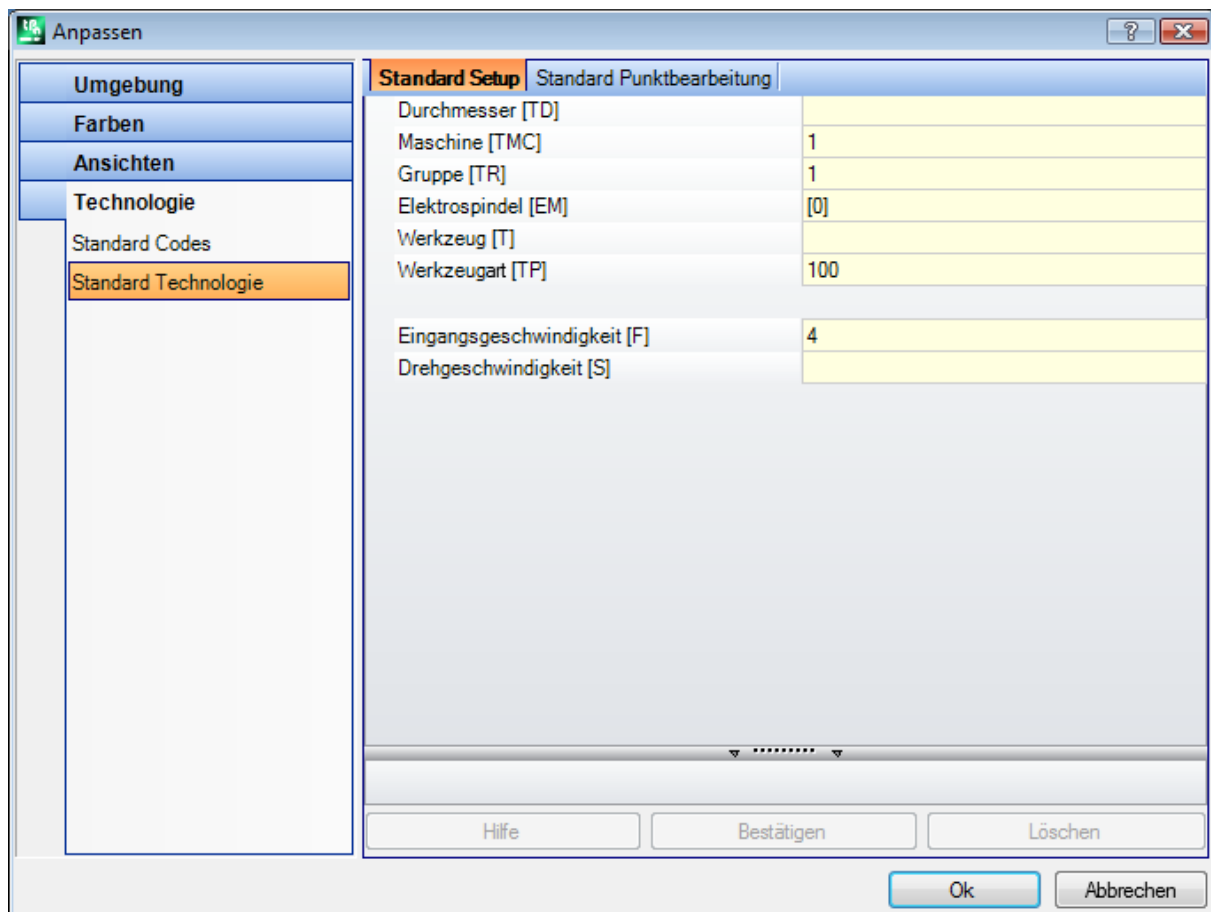 Anpassen
Umgebung
Farben
Ansichten
Technologie
Standard Codes
Standard Technologie
Standard Setup Standard Punktbearbeitung
Durchmesser [TD]
Maschine [TMC] 1
Gruppe [TR] 1
Elektrospindel [EM] [0]
Werkzeug [T]
Werkzeugart [TP] 100
Eingangsgeschwindigkeit [F] 4
Drehgeschwindigkeit [S]
Hilfe Bestätigen Löschen
Ok Abbrechen